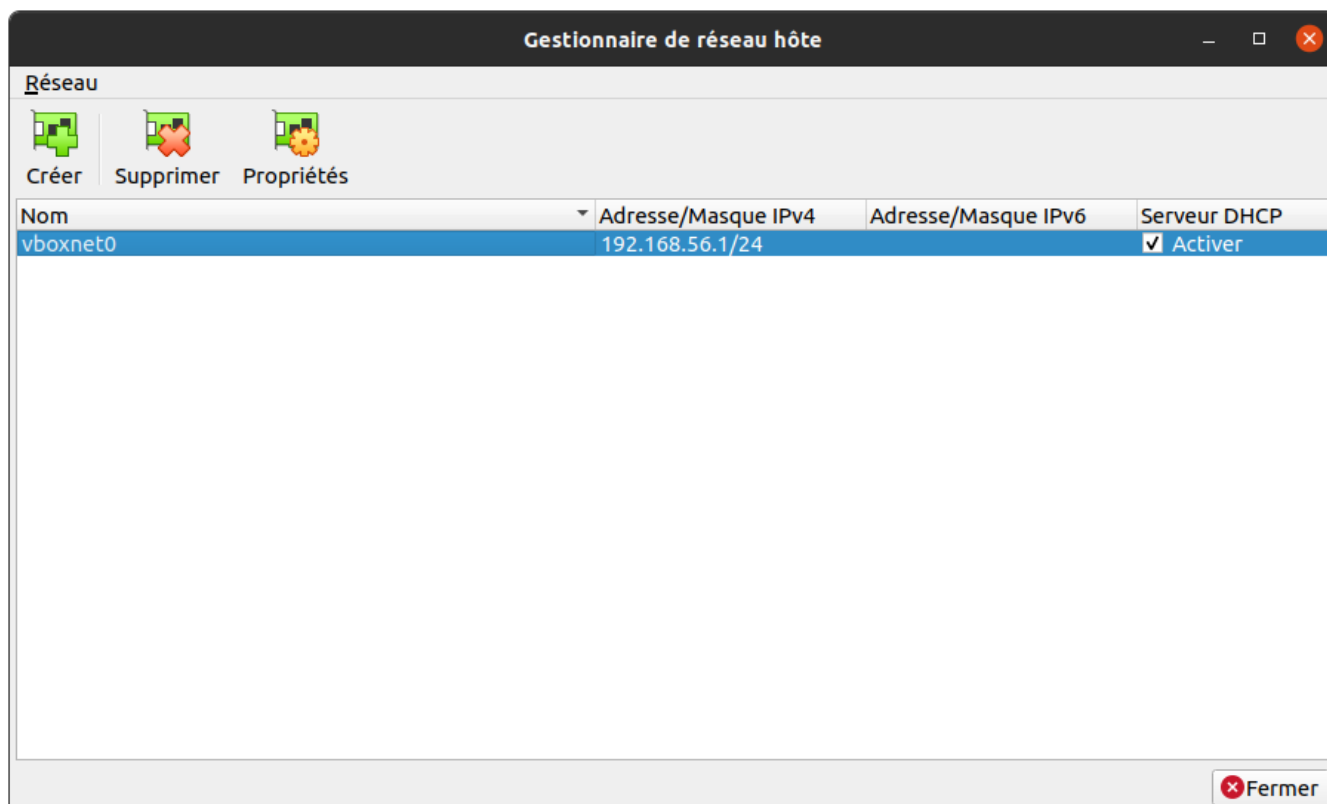 Gestionnaire de réseau hôte
Réseau
Créer Supprimer Propriétés
Nom Adresse/Masque IPv4 Adresse/Masque IPv6 Serveur DHCP
vboxnet0 192.168.56.1/24 Activer
Fermer